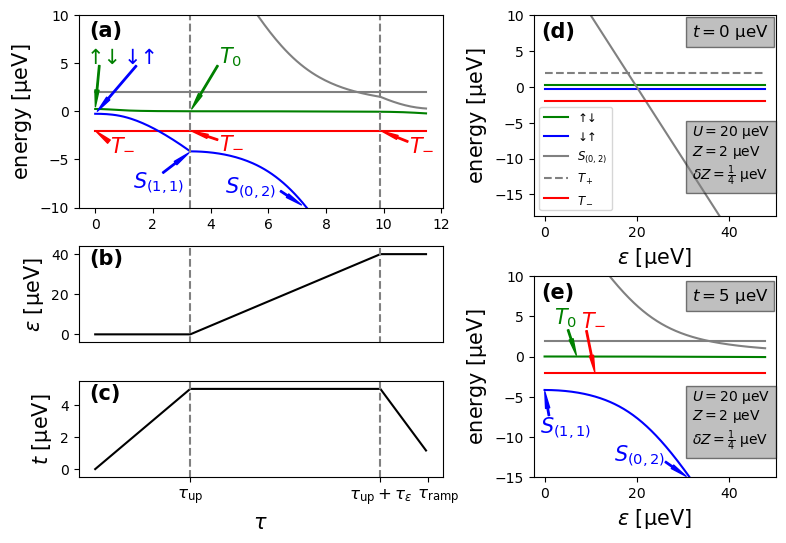 (a)
↑↓ ↓↑
T₀
T₋
T₋
T₋
S₍₁,₁₎
S₍₀,₂₎
energy [μeV]
10
5
0
−5
−10
0 2 4 6 8 10 12
(b)
ε [μeV]
40
20
0
(c)
t [μeV]
4
2
0
τ_up τ_up + τ_ε τ_ramp
τ
(d)
t = 0 μeV
energy [μeV]
10
5
0
−5
−10
−15
↑↓
↓↑
S₍₀,₂₎
T₊
T₋
U = 20 μeV
Z = 2 μeV
δZ = 1/4 μeV
0 20 40
ε [μeV]
(e)
t = 5 μeV
T₀ T₋
energy [μeV]
10
5
0
−5
−10
−15
S₍₁,₁₎
S₍₀,₂₎
U = 20 μeV
Z = 2 μeV
δZ = 1/4 μeV
0 20 40
ε [μeV]